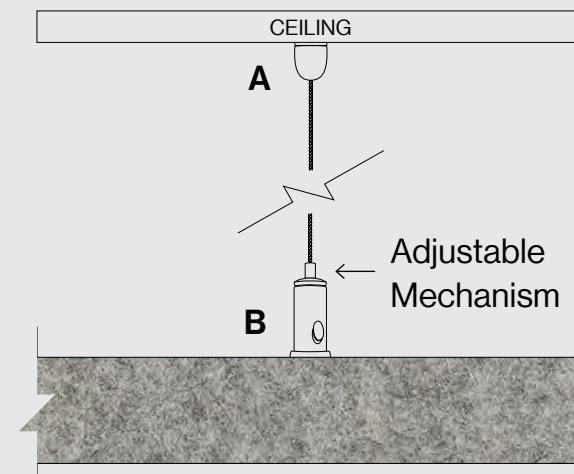 CEILING
A
Adjustable
Mechanism
B